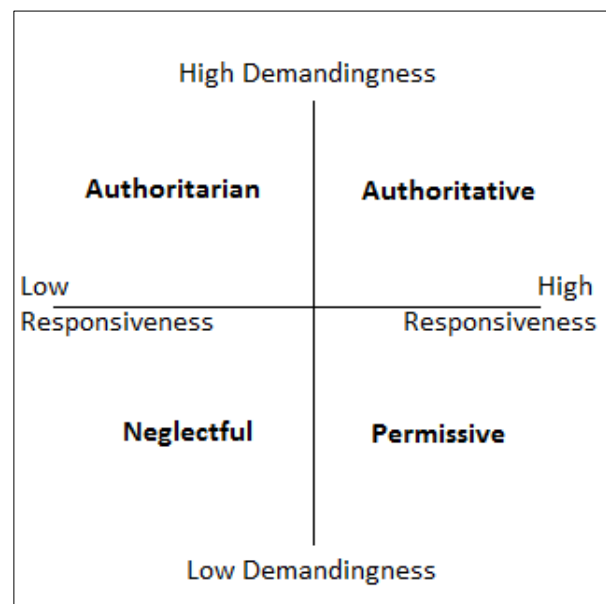 High Demandingness
Authoritarian
Authoritative
Low
High
Responsiveness
Responsiveness
Neglectful
Permissive
Low Demandingness